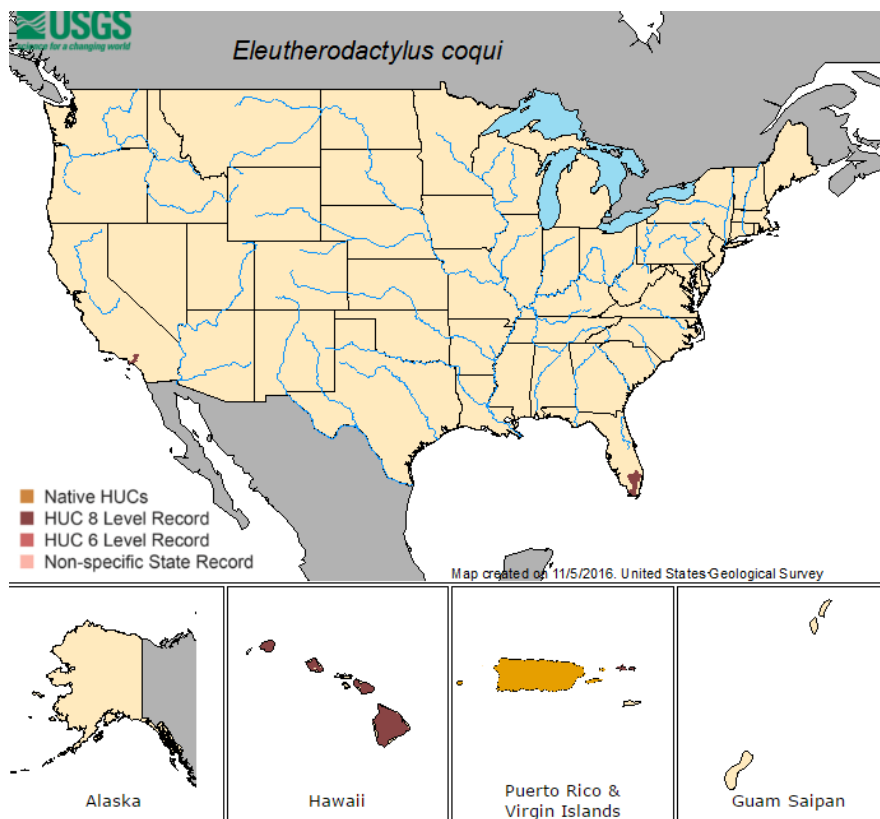 USGS
science for a changing world
Eleutherodactylus coqui
Native HUCs
HUC 8 Level Record
HUC 6 Level Record
Non-specific State Record
Map created on 11/5/2016. United States Geological Survey
Alaska
Hawaii
Puerto Rico &
Virgin Islands
Guam Saipan